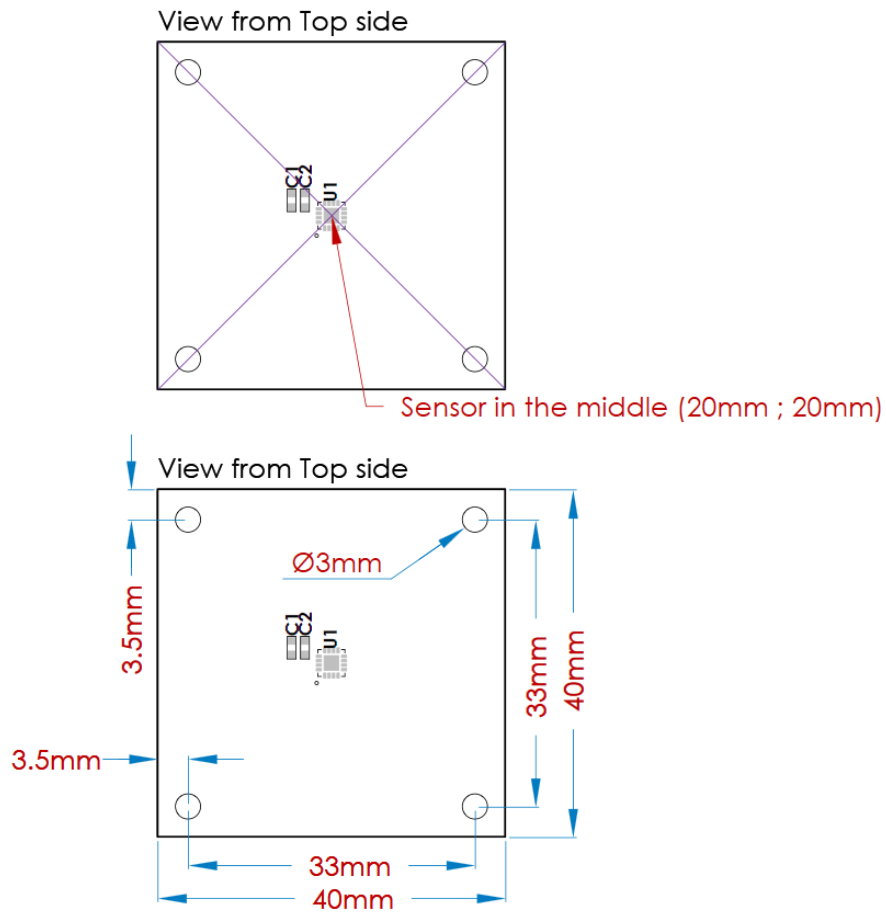 View from Top side
C1
C2
U1
Sensor in the middle (20mm ; 20mm)
View from Top side
Ø3mm
3.5mm
C1
C2
U1
33mm
40mm
3.5mm
33mm
40mm